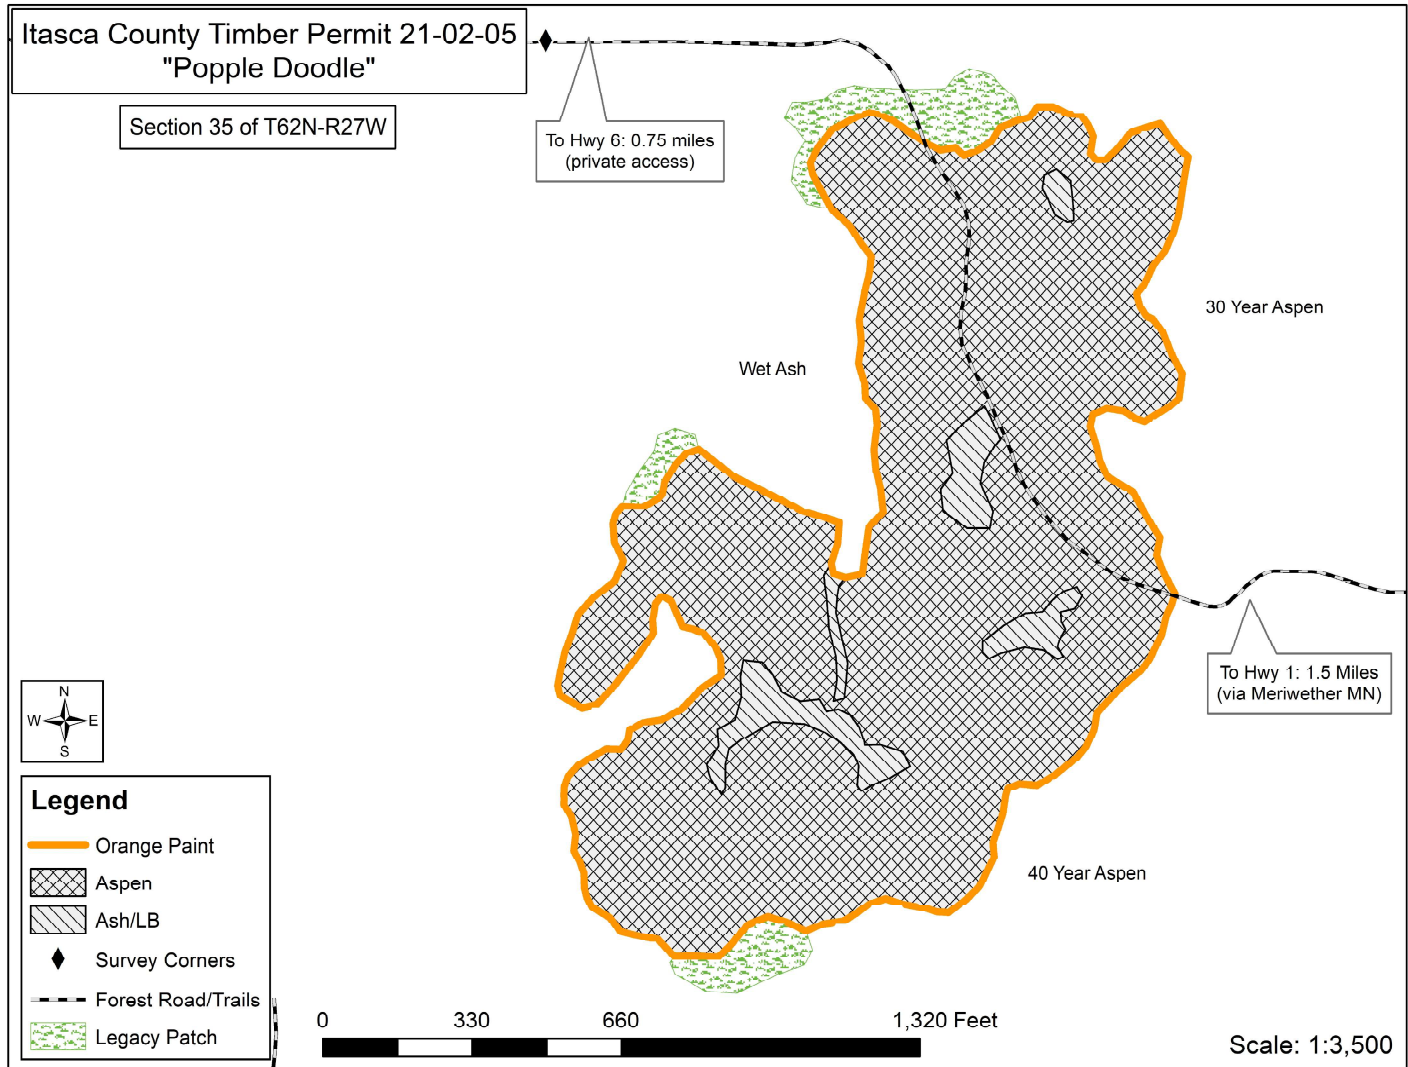 Itasca County Timber Permit 21-02-05
"Popple Doodle"
Section 35 of T62N-R27W
To Hwy 6: 0.75 miles
(private access)
30 Year Aspen
Wet Ash
To Hwy 1: 1.5 Miles
(via Meriwether MN)
40 Year Aspen
N
W E
S
Legend
Orange Paint
Aspen
Ash/LB
Survey Corners
Forest Road/Trails
Legacy Patch
0 330 660 1,320 Feet
Scale: 1:3,500